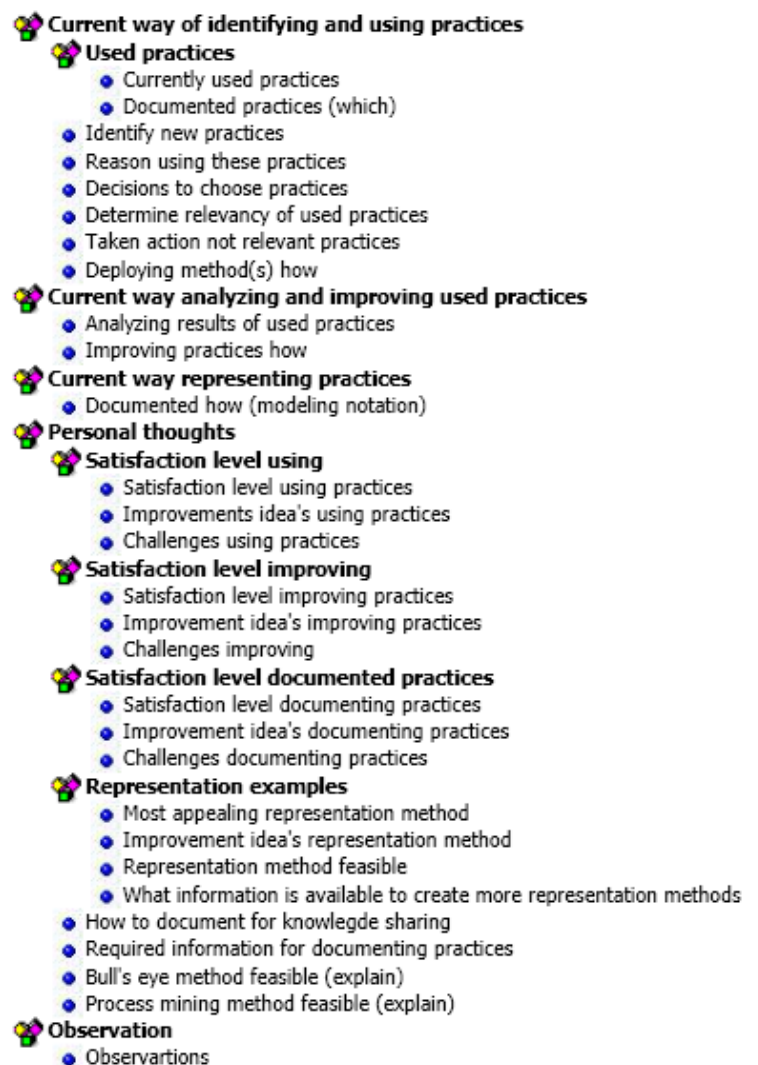 Current way of identifying and using practices
Used practices
Currently used practices
Documented practices (which)
Identify new practices
Reason using these practices
Decisions to choose practices
Determine relevancy of used practices
Taken action not relevant practices
Deploying method(s) how
Current way analyzing and improving used practices
Analyzing results of used practices
Improving practices how
Current way representing practices
Documented how (modeling notation)
Personal thoughts
Satisfaction level using
Satisfaction level using practices
Improvements idea's using practices
Challenges using practices
Satisfaction level improving
Satisfaction level improving practices
Improvement idea's improving practices
Challenges improving
Satisfaction level documented practices
Satisfaction level documenting practices
Improvement idea's documenting practices
Challenges documenting practices
Representation examples
Most appealing representation method
Improvement idea's representation method
Representation method feasible
What information is available to create more representation methods
How to document for knowlegde sharing
Required information for documenting practices
Bull's eye method feasible (explain)
Process mining method feasible (explain)
Observation
Observartions